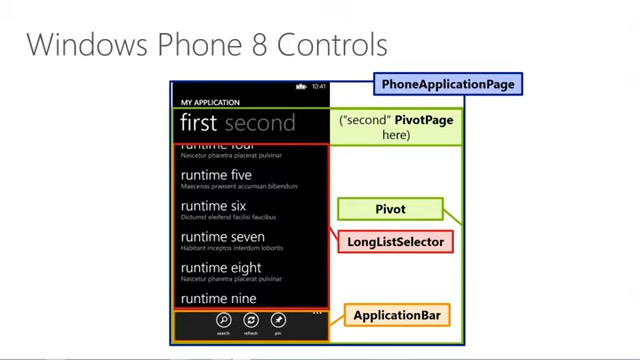 Windows Phone 8 Controls
PhoneApplicationPage
10:41
MY APPLICATION
first second
("second" PivotPage
here)
runtime four
Nascetur pharetra placerat pulvinar
runtime five
Maecenas praesent accumsan bibendum
runtime six
Dictumst eleifend facilisi faucibus
Pivot
runtime seven
Habitant inceptos interdum lobortis
LongListSelector
runtime eight
Nascetur pharetra placerat pulvinar
runtime nine
...
ApplicationBar
search refresh pin